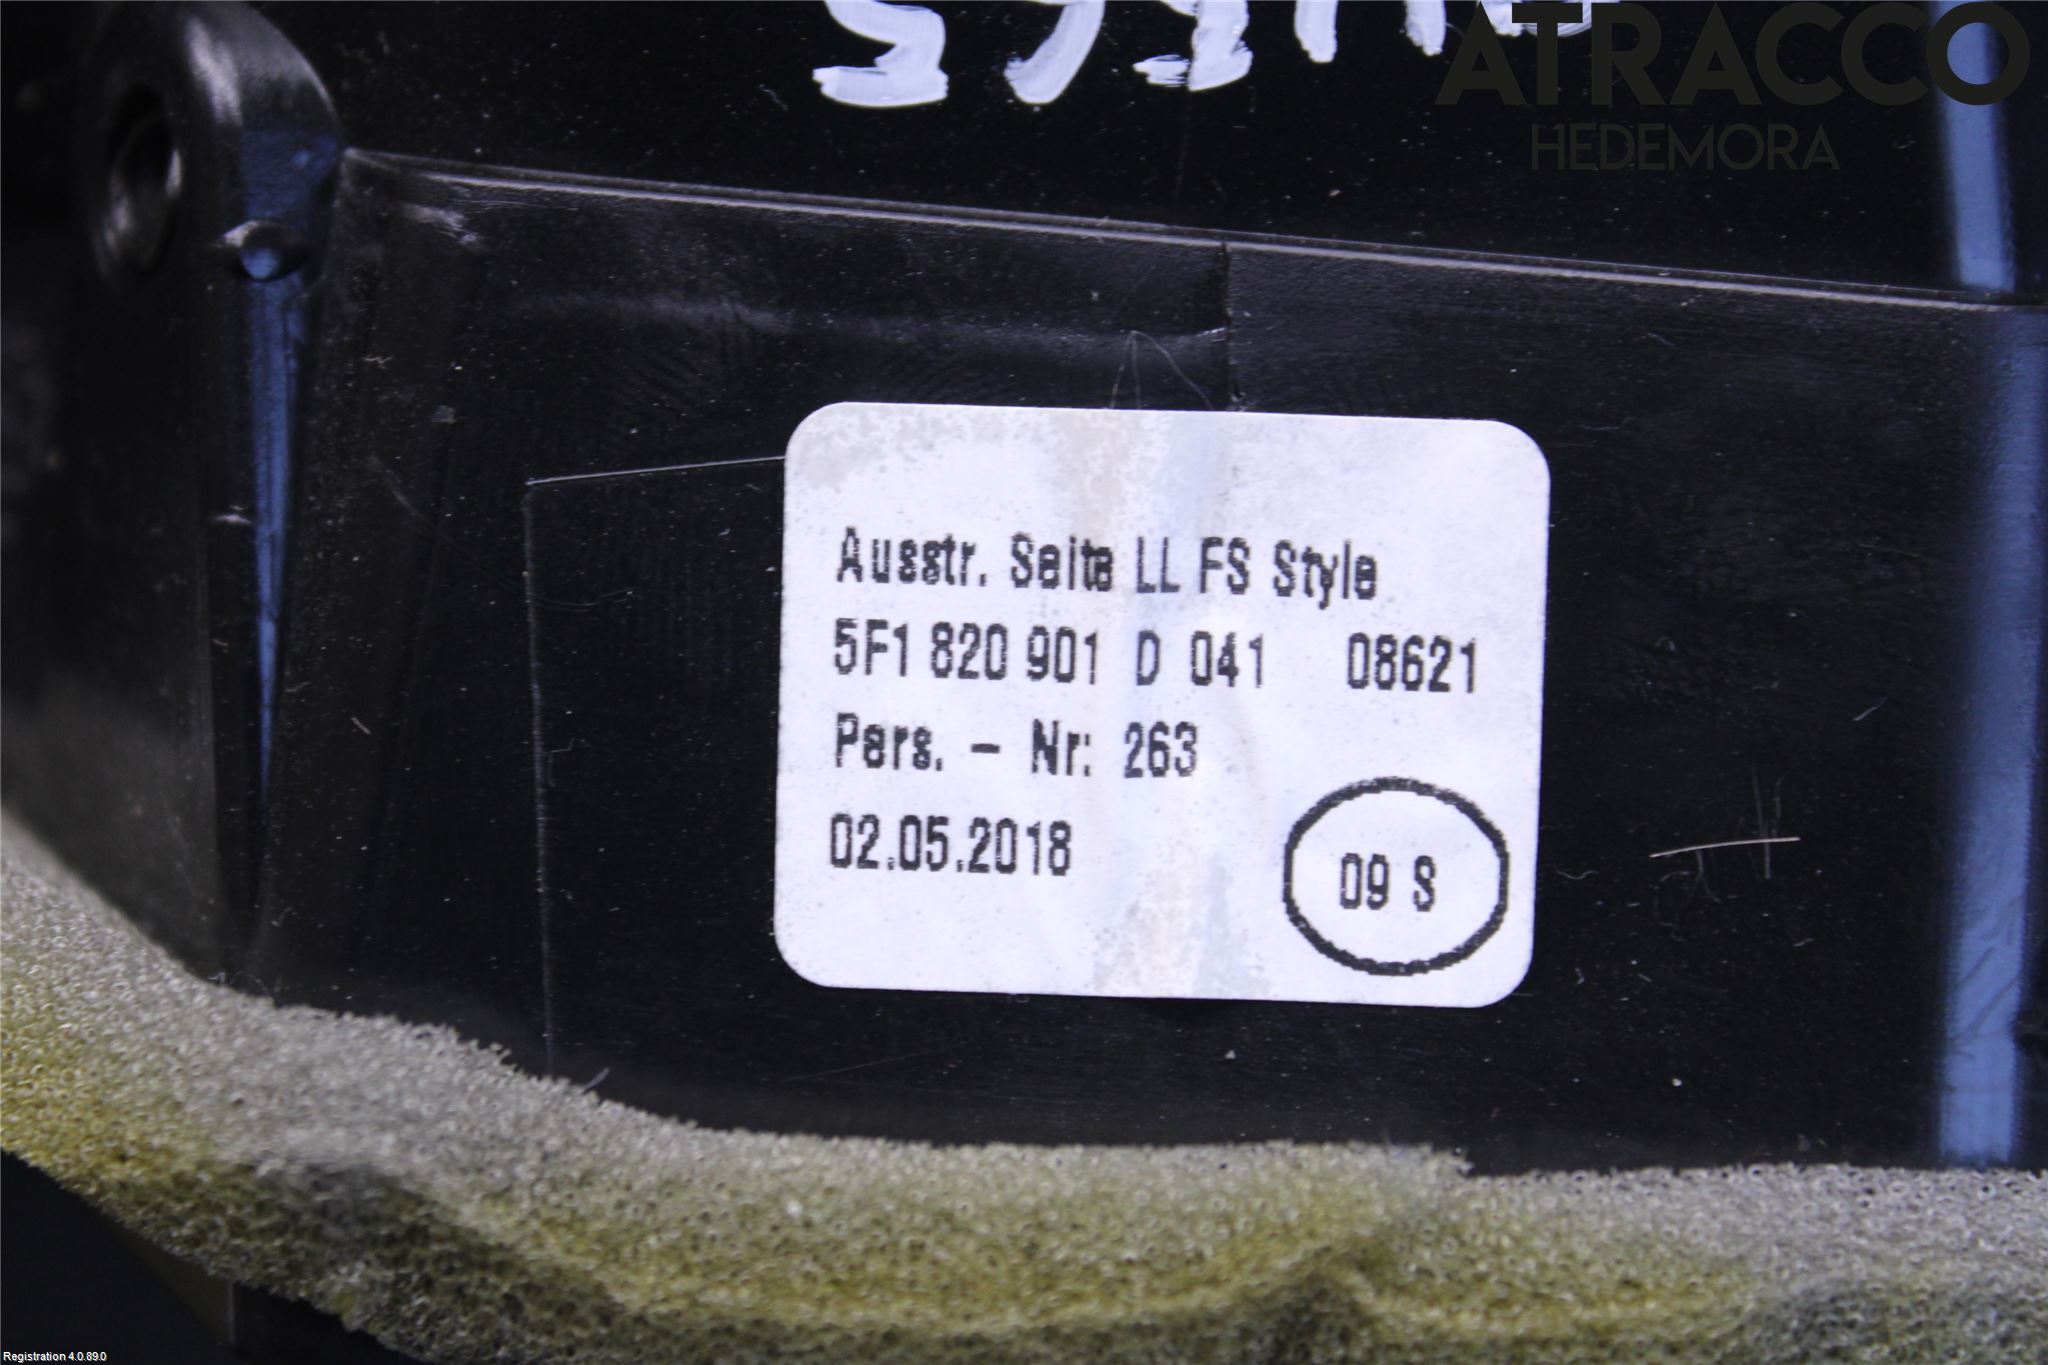 ATRACCO
HEDEMORA
Ausstr. Seite LL FS Style
5F1 820 901 D 041 08621
Pers. - Nr: 263
02.05.2018
09 S
Registration 4.0.89.0